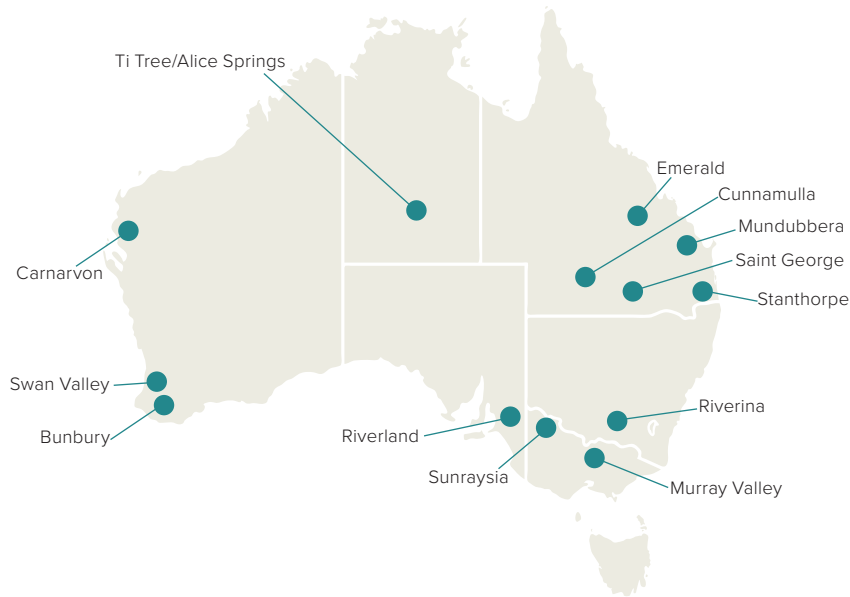 Ti Tree/Alice Springs
Emerald
Cunnamulla
Mundubbera
Saint George
Carnarvon
Stanthorpe
Swan Valley
Riverina
Bunbury
Riverland
Sunraysia
Murray Valley